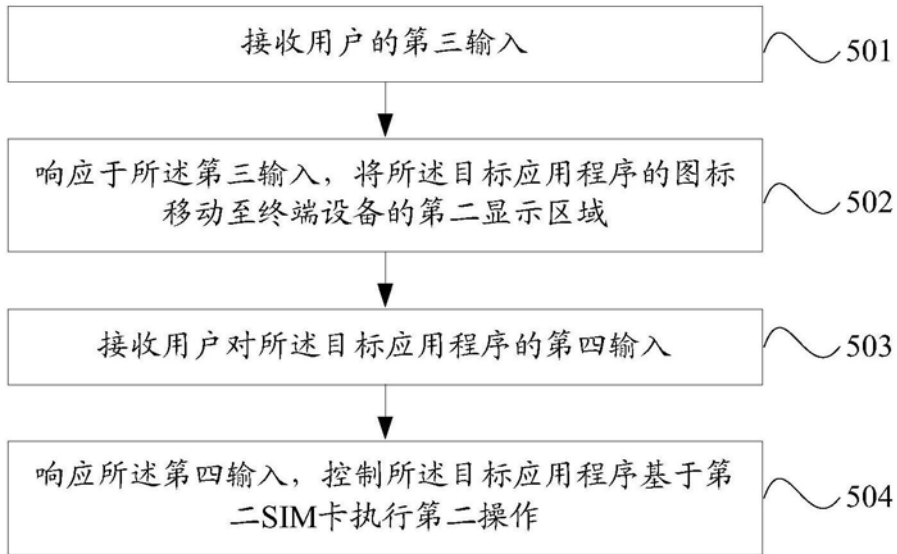 接收用户的第三输入
501
响应于所述第三输入，将所述目标应用程序的图标
移动至终端设备的第二显示区域
502
接收用户对所述目标应用程序的第四输入
503
响应所述第四输入，控制所述目标应用程序基于第
二SIM卡执行第二操作
504